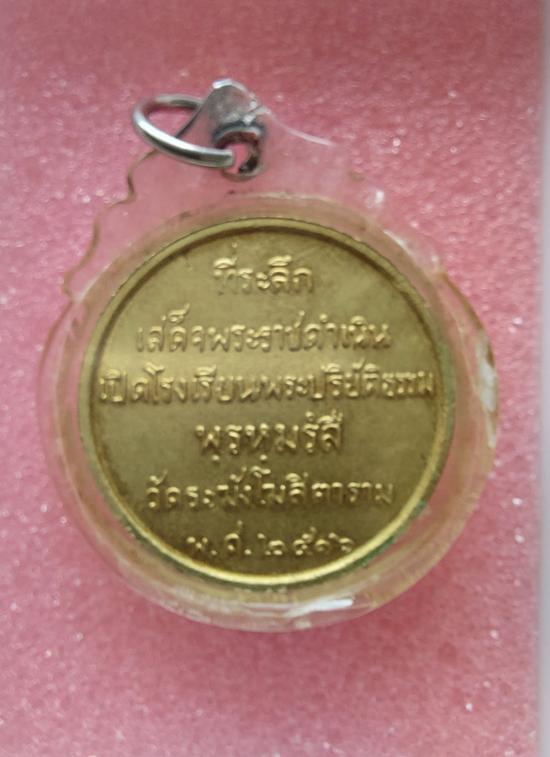 ที่ระลึก
เสด็จพระราชดำเนิน
เปิดโรงเรียนพระปริยัติธรรม
พฺรหฺมรํสี
วัดระฆังโฆสิตาราม
พ.ศ.๒๕๑๖